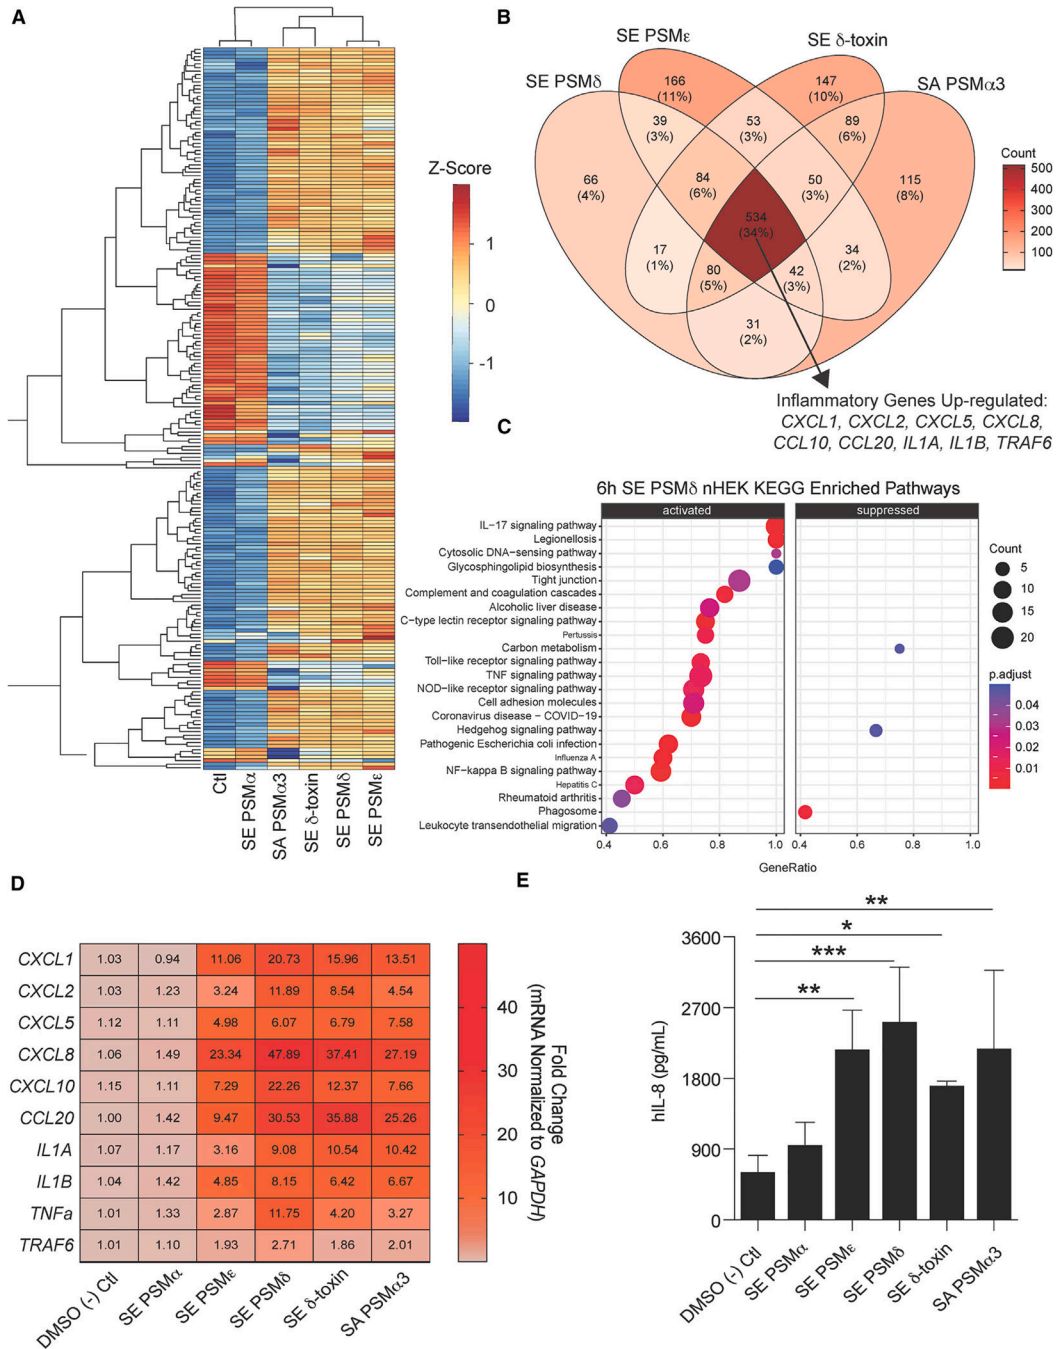 A
Z-Score
1
0
-1
Ctl
SE PSMα
SA PSMα3
SE δ-toxin
SE PSMδ
SE PSMε
B
SE PSMε
SE δ-toxin
SE PSMδ
SA PSMα3
166
(11%)
147
(10%)
39
(3%)
53
(3%)
89
(6%)
66
(4%)
84
(6%)
50
(3%)
115
(8%)
534
(34%)
17
(1%)
34
(2%)
80
(5%)
42
(3%)
31
(2%)
Count
500
400
300
200
100
Inflammatory Genes Up-regulated:
CXCL1, CXCL2, CXCL5, CXCL8,
CCL10, CCL20, IL1A, IL1B, TRAF6
C
6h SE PSMδ nHEK KEGG Enriched Pathways
activated suppressed
IL−17 signaling pathway
Legionellosis
Cytosolic DNA−sensing pathway
Glycosphingolipid biosynthesis
Tight junction
Complement and coagulation cascades
Alcoholic liver disease
C−type lectin receptor signaling pathway
Pertussis
Carbon metabolism
Toll−like receptor signaling pathway
TNF signaling pathway
NOD−like receptor signaling pathway
Cell adhesion molecules
Coronavirus disease − COVID−19
Hedgehog signaling pathway
Pathogenic Escherichia coli infection
Influenza A
NF−kappa B signaling pathway
Hepatitis C
Rheumatoid arthritis
Phagosome
Leukocyte transendothelial migration
0.4 0.6 0.8 1.0 0.4 0.6 0.8 1.0
GeneRatio
Count
5
10
15
20
p.adjust
0.04
0.03
0.02
0.01
D
CXCL1 1.03 0.94 11.06 20.73 15.96 13.51
CXCL2 1.03 1.23 3.24 11.89 8.54 4.54
CXCL5 1.12 1.11 4.98 6.07 6.79 7.58
CXCL8 1.06 1.49 23.34 47.89 37.41 27.19
CXCL10 1.15 1.11 7.29 22.26 12.37 7.66
CCL20 1.00 1.42 9.47 30.53 35.88 25.26
IL1A 1.07 1.17 3.16 9.08 10.54 10.42
IL1B 1.04 1.42 4.85 8.15 6.42 6.67
TNFa 1.01 1.33 2.87 11.75 4.20 3.27
TRAF6 1.01 1.10 1.93 2.71 1.86 2.01
DMSO (-) Ctl
SE PSMα
SE PSMε
SE PSMδ
SE δ-toxin
SA PSMα3
40
30
20
10
Fold Change
(mRNA Normalized to GAPDH)
E
**
*
***
**
3600
2700
1800
900
0
hIL-8 (pg/mL)
DMSO (-) Ctl
SE PSMα
SE PSMε
SE PSMδ
SE δ-toxin
SA PSMα3